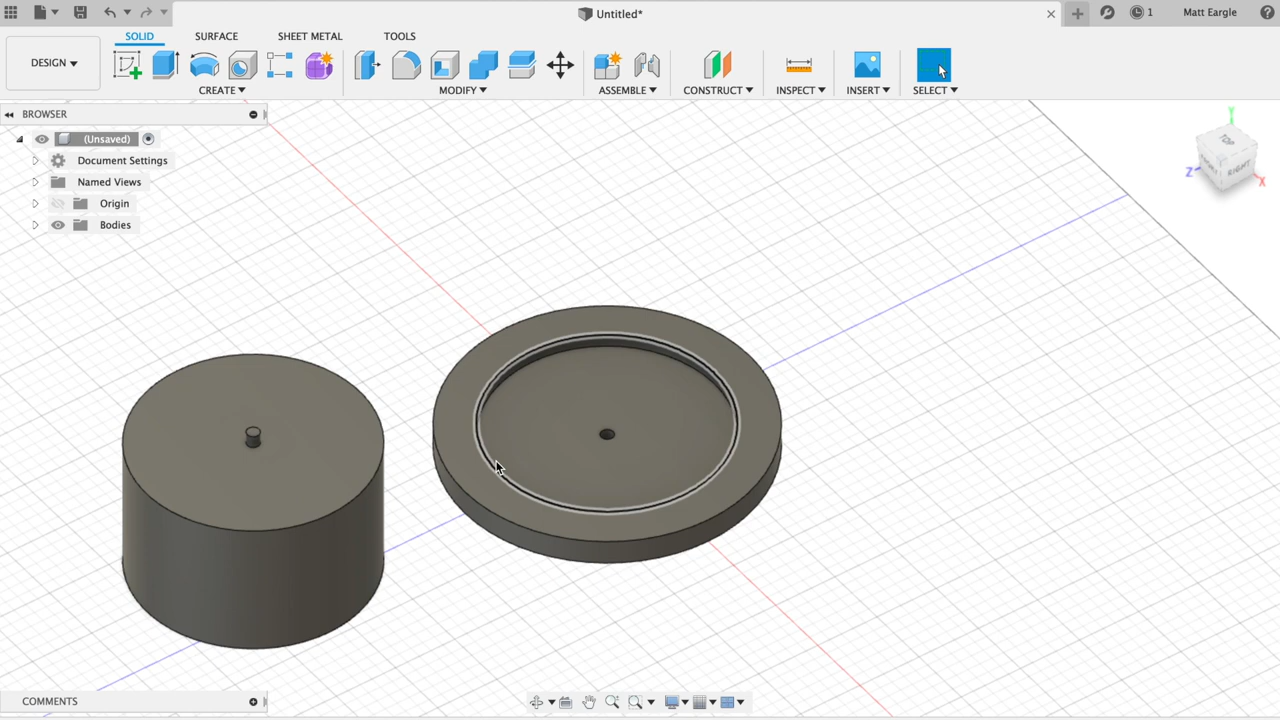 Untitled*
1
Matt Eargle
SOLID
SURFACE
SHEET METAL
TOOLS
DESIGN
CREATE
MODIFY
ASSEMBLE
CONSTRUCT
INSPECT
INSERT
SELECT
BROWSER
(Unsaved)
Document Settings
Named Views
Origin
Bodies
Y
Z
X
RIGHT
COMMENTS